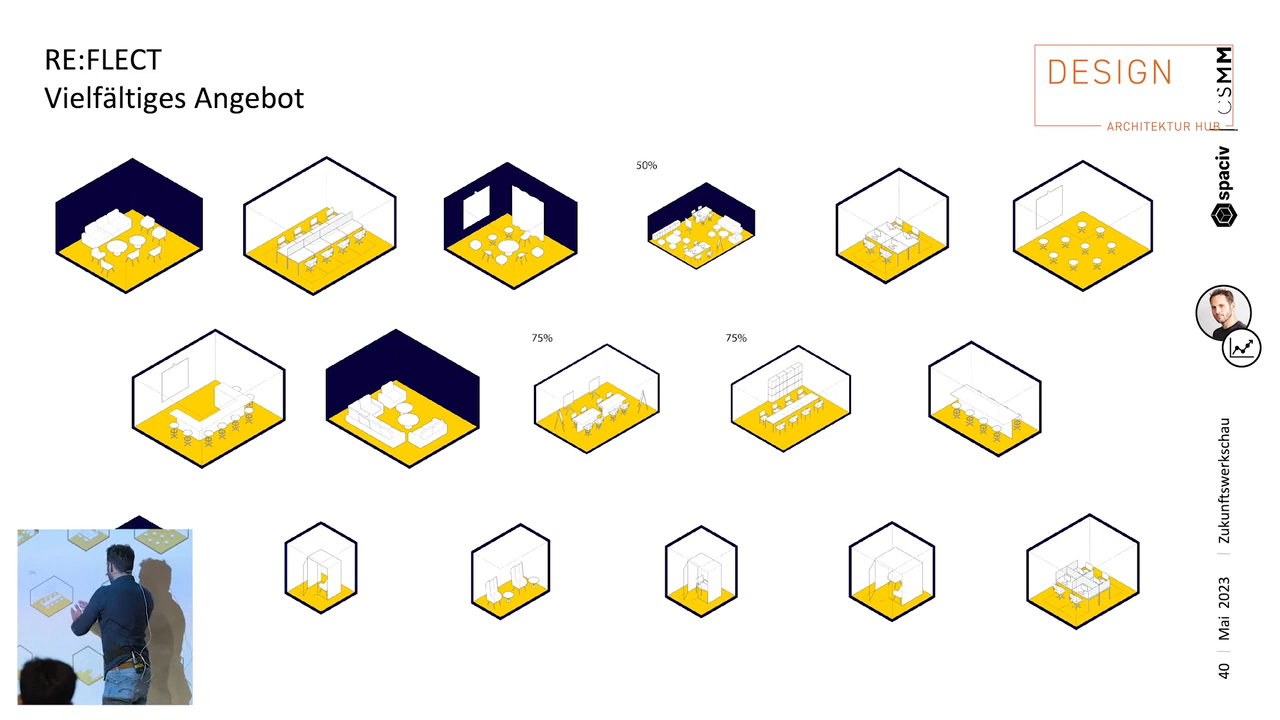 RE:FLECT
Vielfältiges Angebot
DESIGN
ARCHITEKTUR HUB
CSMM
spaciv
50%
75%
75%
Zukunftswerkschau
Mai 2023
40